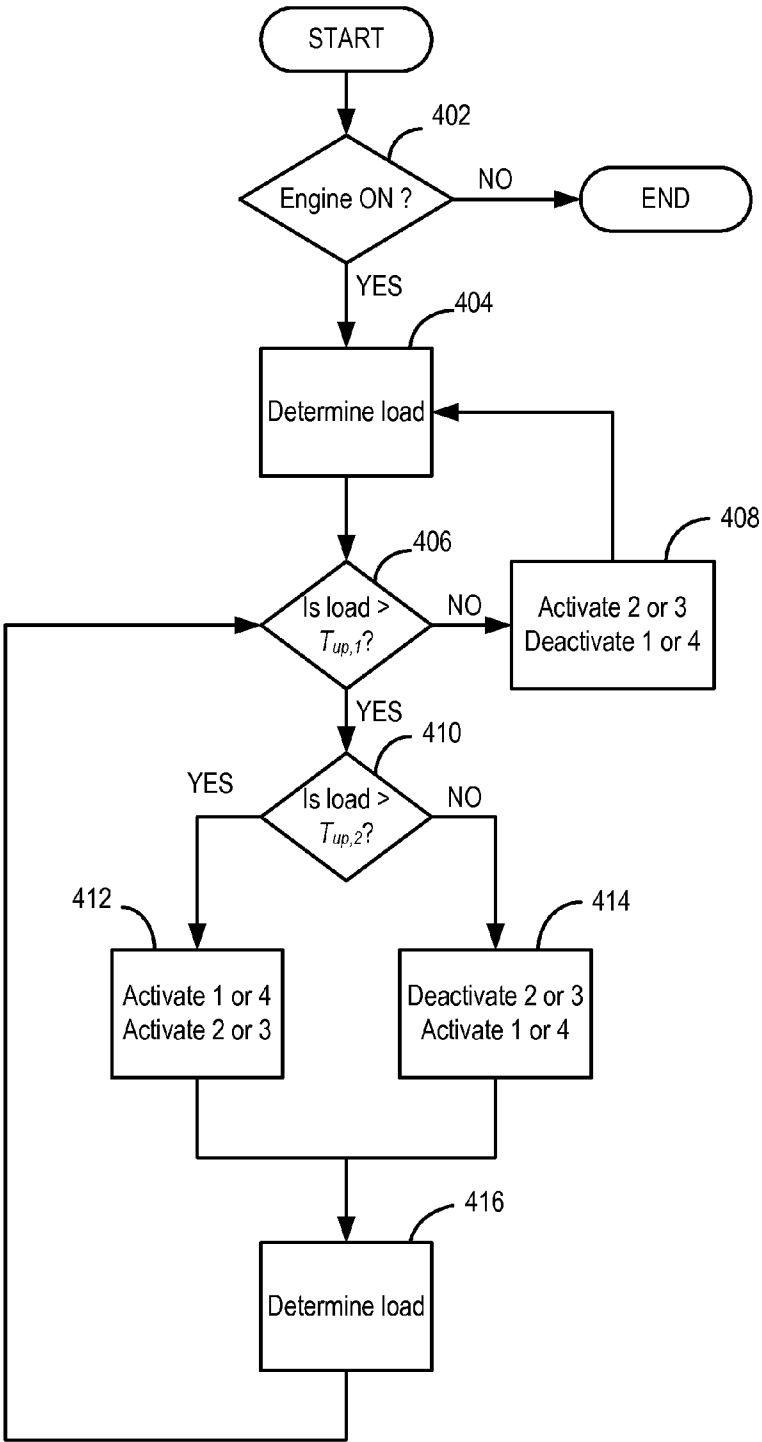 START
402
Engine ON ?
NO
END
YES
404
Determine load
406
408
Is load >
Tup,1?
NO
Activate 2 or 3
Deactivate 1 or 4
YES
410
YES
Is load >
Tup,2?
NO
412
414
Activate 1 or 4
Activate 2 or 3
Deactivate 2 or 3
Activate 1 or 4
416
Determine load